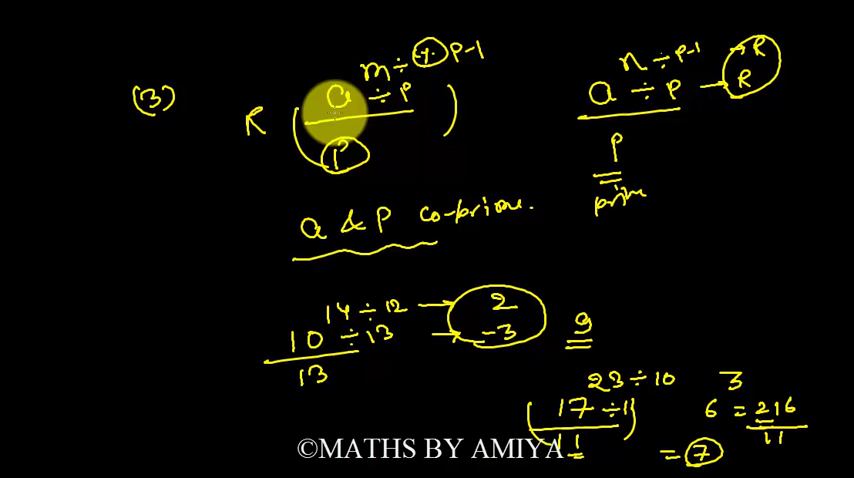 (3)
R ( a^(m ÷ P-1) ÷ P / P )
a^(n ÷ P-1 → R) ÷ P → R / P
prime
a & P co-prime.
10^(14 ÷ 12 → 2) ÷ 13 → -3 / 13
9
( 17^(23 ÷ 10) ÷ 11 / 11 ) = 7
6^3 = 216 / 11
©MATHS BY AMIYA